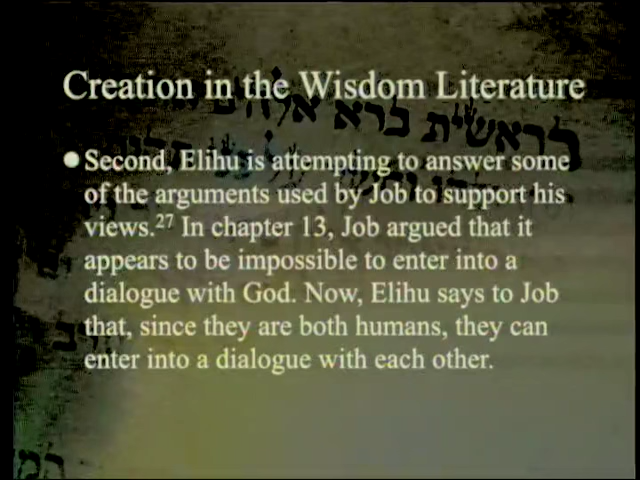 Creation in the Wisdom Literature
בראשית ברא אלהים
● Second, Elihu is attempting to answer some
of the arguments used by Job to support his
views.27 In chapter 13, Job argued that it
appears to be impossible to enter into a
dialogue with God. Now, Elihu says to Job
that, since they are both humans, they can
enter into a dialogue with each other.